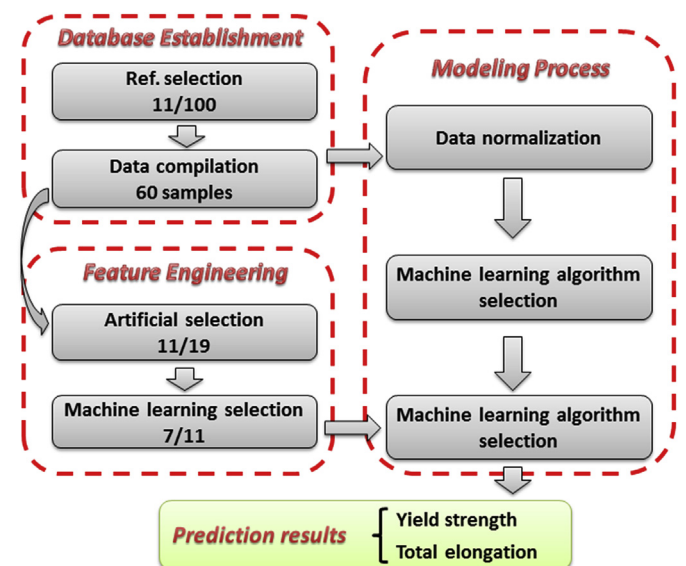 Database Establishment
Ref. selection
11/100
Data compilation
60 samples
Feature Engineering
Artificial selection
11/19
Machine learning selection
7/11
Modeling Process
Data normalization
Machine learning algorithm
selection
Machine learning algorithm
selection
Prediction results
Yield strength
Total elongation